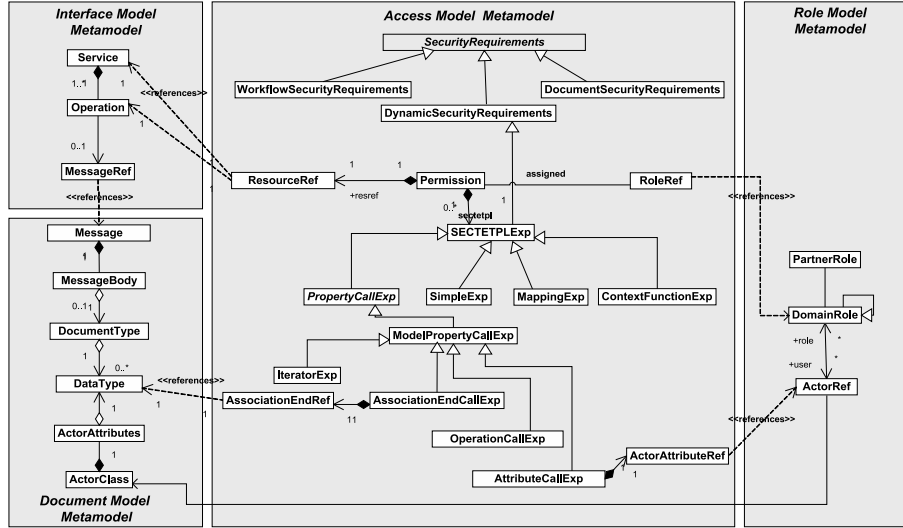 Interface Model
Metamodel
Access Model Metamodel
Role Model
Metamodel
SecurityRequirements
Service
WorkflowSecurityRequirements
DocumentSecurityRequirements
1..*
1
<<references>>
Operation
1
DynamicSecurityRequirements
0..1
MessageRef
1
ResourceRef
1
+resref
1
Permission
assigned
RoleRef
<<references>>
<<references>>
0..*
sectetpl
1
Message
SECTETPLExp
1
MessageBody
PartnerRole
PropertyCallExp
SimpleExp
MappingExp
ContextFunctionExp
0..1
1
DocumentType
DomainRole
ModelPropertyCallExp
+role
*
1
0..*
IteratorExp
+user
*
DataType
<<references>>
ActorRef
1
1
AssociationEndRef
11
AssociationEndCallExp
1
<<references>>
ActorAttributes
OperationCallExp
1
ActorAttributeRef
1
1
ActorClass
AttributeCallExp
Document Model
Metamodel